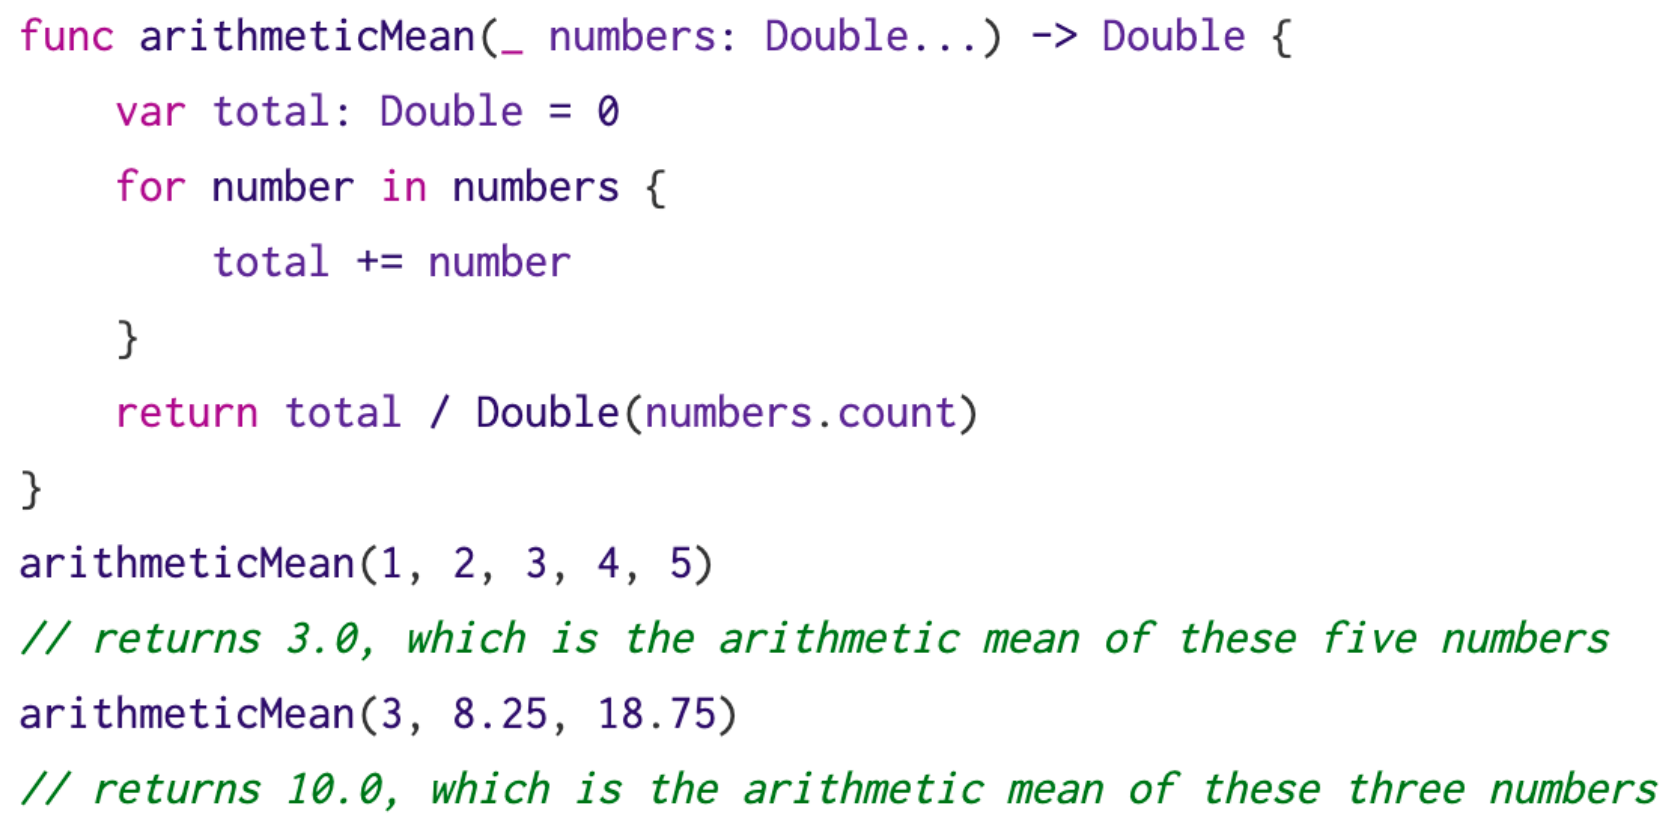 func arithmeticMean(_ numbers: Double...) -> Double {
    var total: Double = 0
    for number in numbers {
        total += number
    }
    return total / Double(numbers.count)
}
arithmeticMean(1, 2, 3, 4, 5)
// returns 3.0, which is the arithmetic mean of these five numbers
arithmeticMean(3, 8.25, 18.75)
// returns 10.0, which is the arithmetic mean of these three numbers